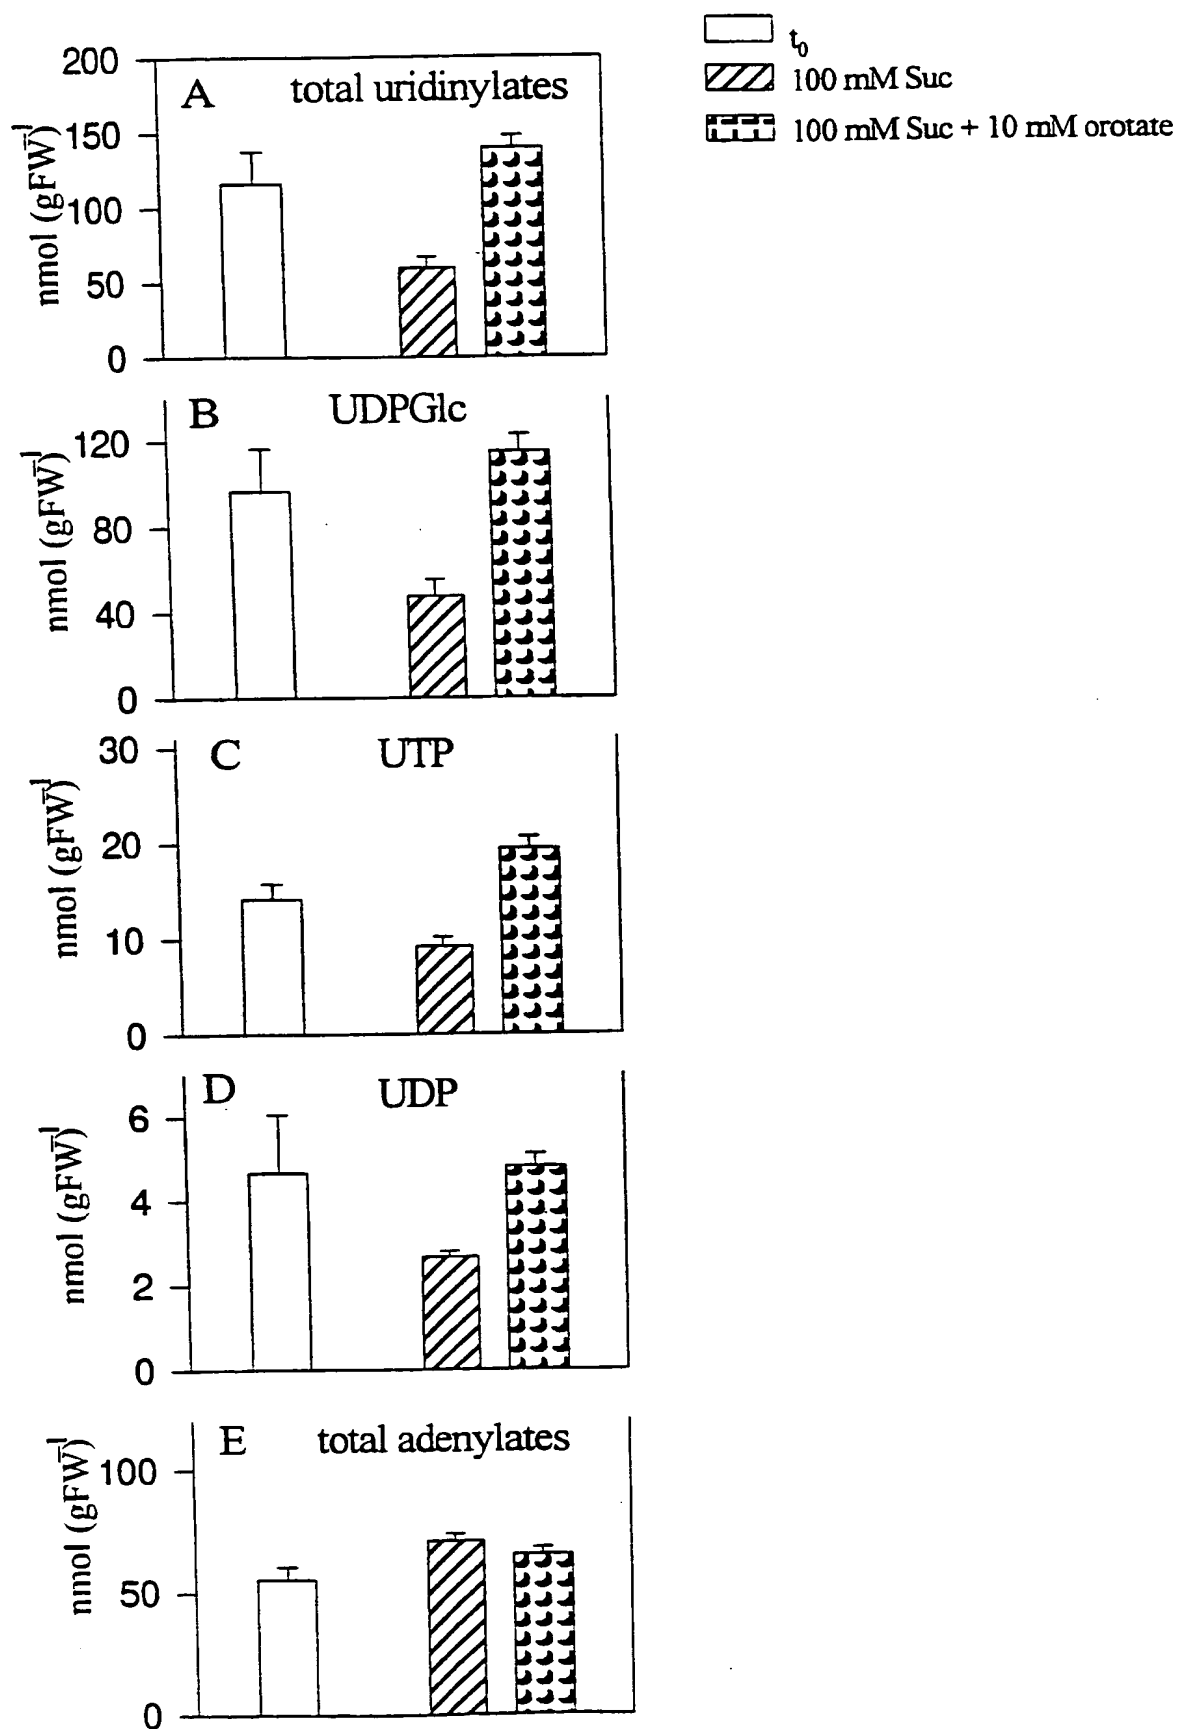 t0
100 mM Suc
100 mM Suc + 10 mM orotate
A total uridinylates
nmol (gFW)-1
200
150
100
50
0
B UDPGlc
nmol (gFW)-1
120
80
40
0
C UTP
nmol (gFW)-1
30
20
10
0
D UDP
nmol (gFW)-1
6
4
2
0
E total adenylates
nmol (gFW)-1
100
50
0